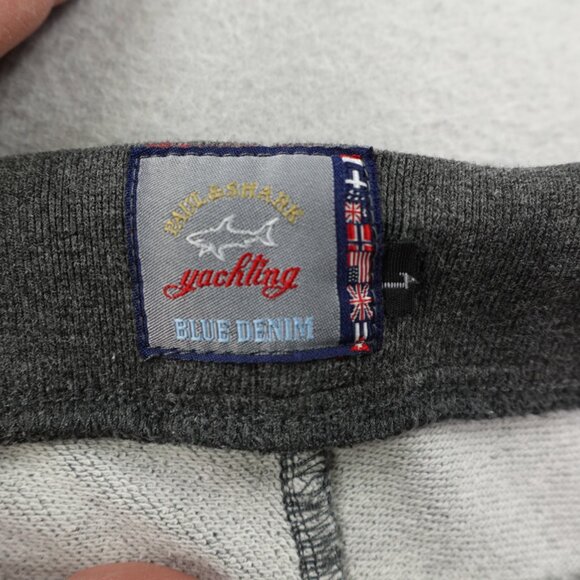 PAUL & SHARK
yachting
BLUE DENIM
L